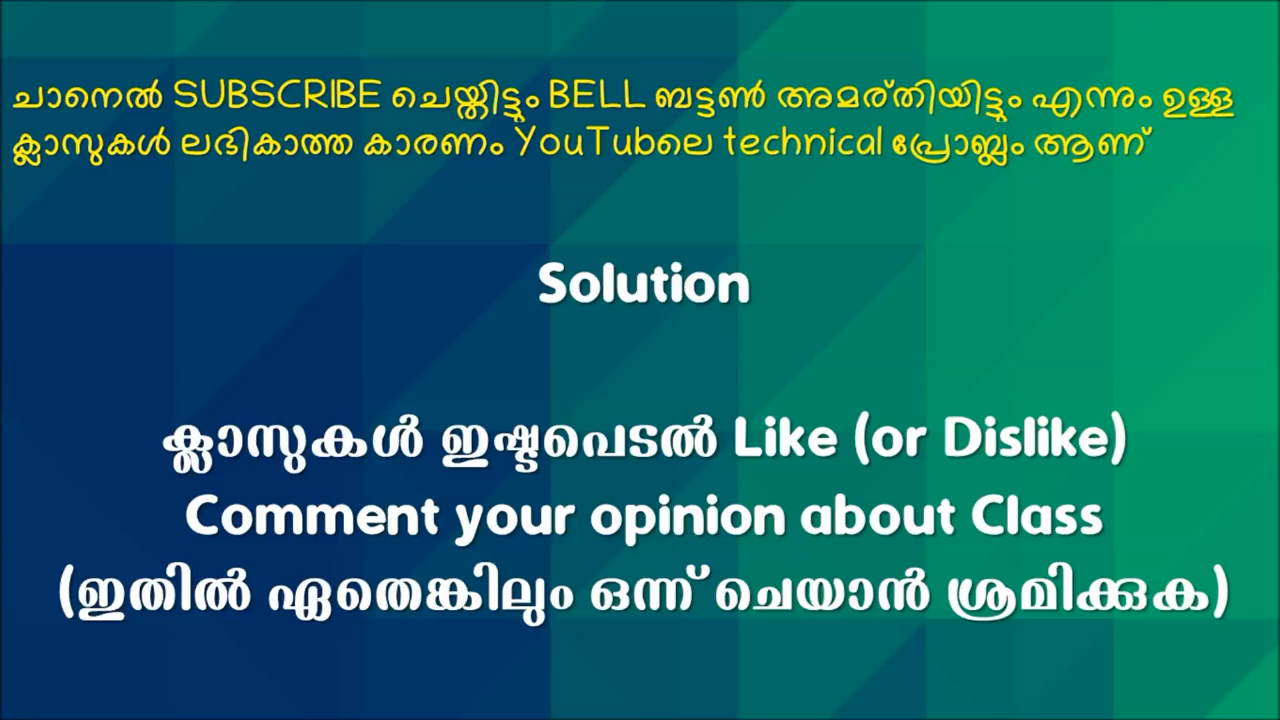 ചാനെൽ SUBSCRIBE ചെയ്തിട്ടും BELL ബട്ടൺ അമര്തിയിട്ടും എന്നും ഉള്ള
ക്ലാസുകൾ ലഭികാത്ത കാരണം YouTubലെ technical പ്രോബ്ലം ആണ്
Solution
ക്ലാസുകൾ ഇഷ്ടപെടൽ Like (or Dislike)
Comment your opinion about Class
(ഇതിൽ ഏതെങ്കിലും ഒന്ന് ചെയാൻ ശ്രമിക്കുക)